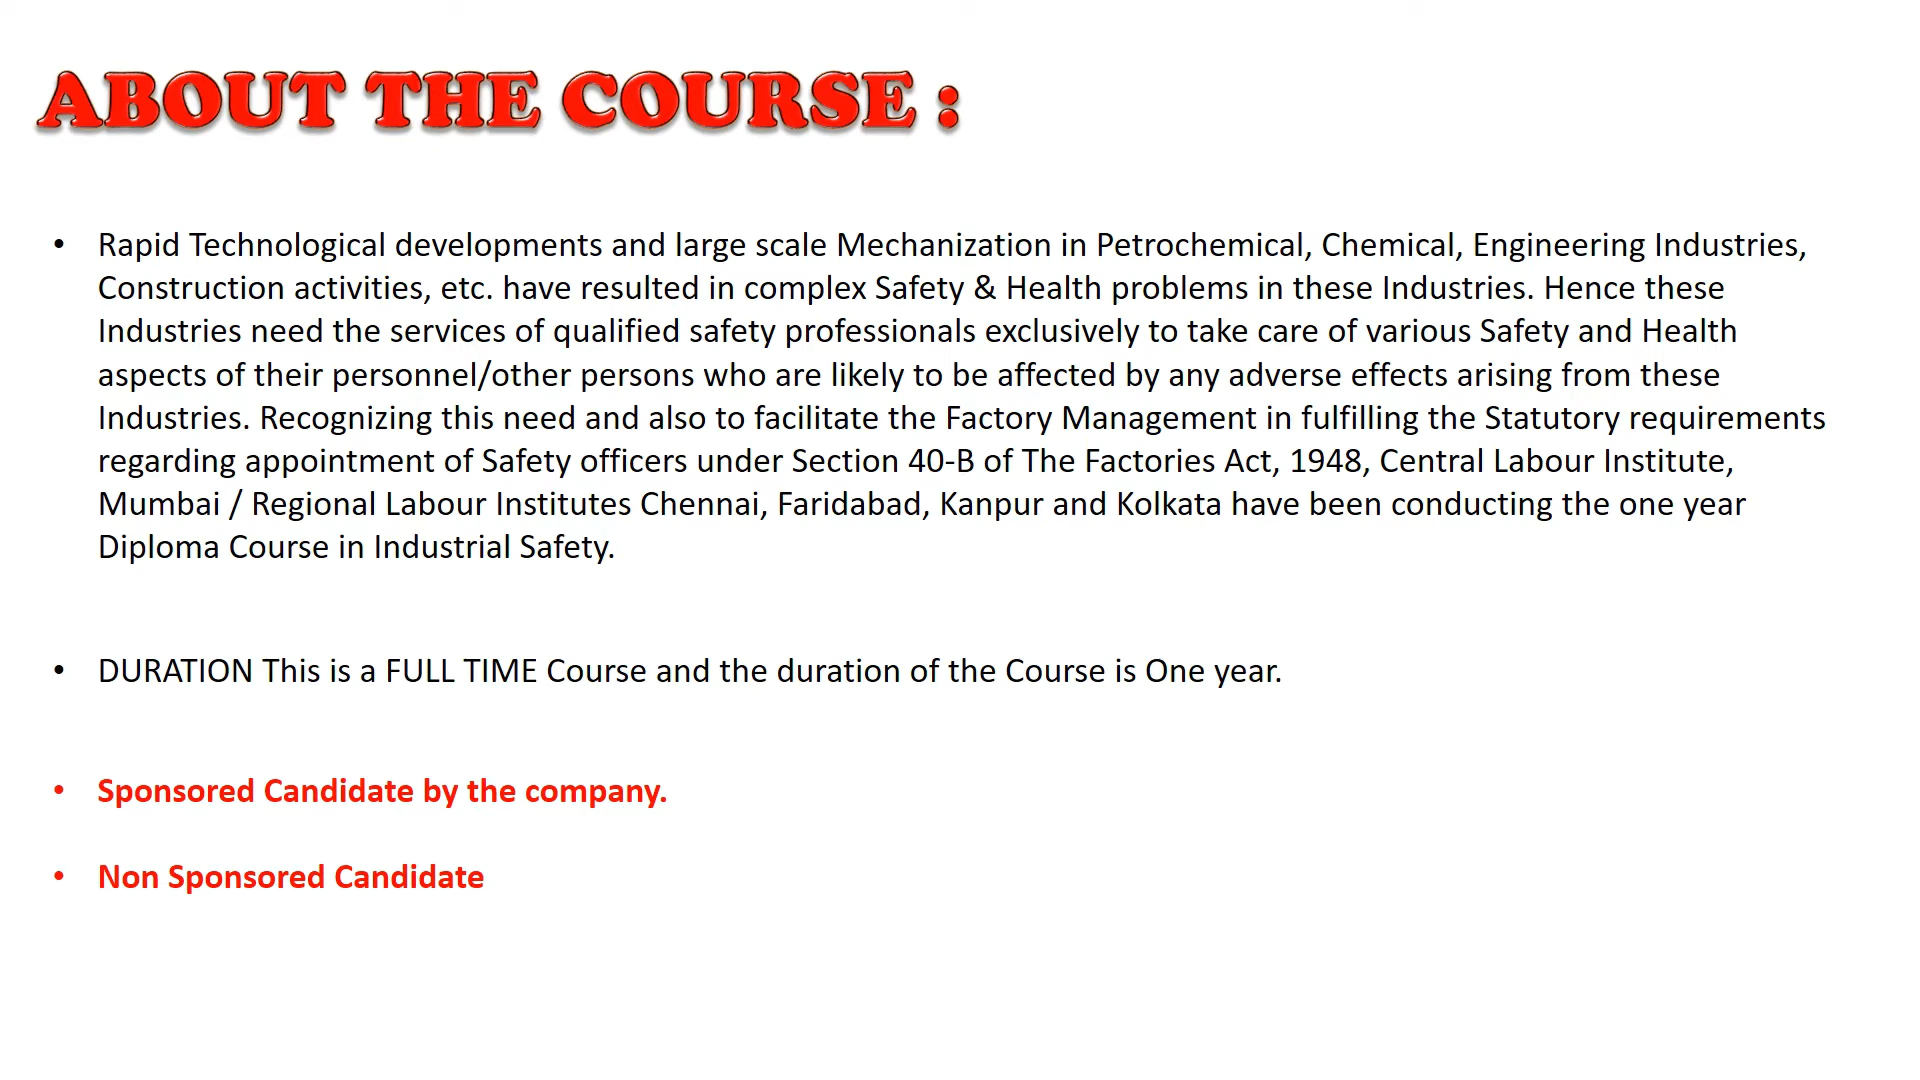 ABOUT THE COURSE :
• Rapid Technological developments and large scale Mechanization in Petrochemical, Chemical, Engineering Industries,
Construction activities, etc. have resulted in complex Safety & Health problems in these Industries. Hence these
Industries need the services of qualified safety professionals exclusively to take care of various Safety and Health
aspects of their personnel/other persons who are likely to be affected by any adverse effects arising from these
Industries. Recognizing this need and also to facilitate the Factory Management in fulfilling the Statutory requirements
regarding appointment of Safety officers under Section 40-B of The Factories Act, 1948, Central Labour Institute,
Mumbai / Regional Labour Institutes Chennai, Faridabad, Kanpur and Kolkata have been conducting the one year
Diploma Course in Industrial Safety.
• DURATION This is a FULL TIME Course and the duration of the Course is One year.
• Sponsored Candidate by the company.
• Non Sponsored Candidate